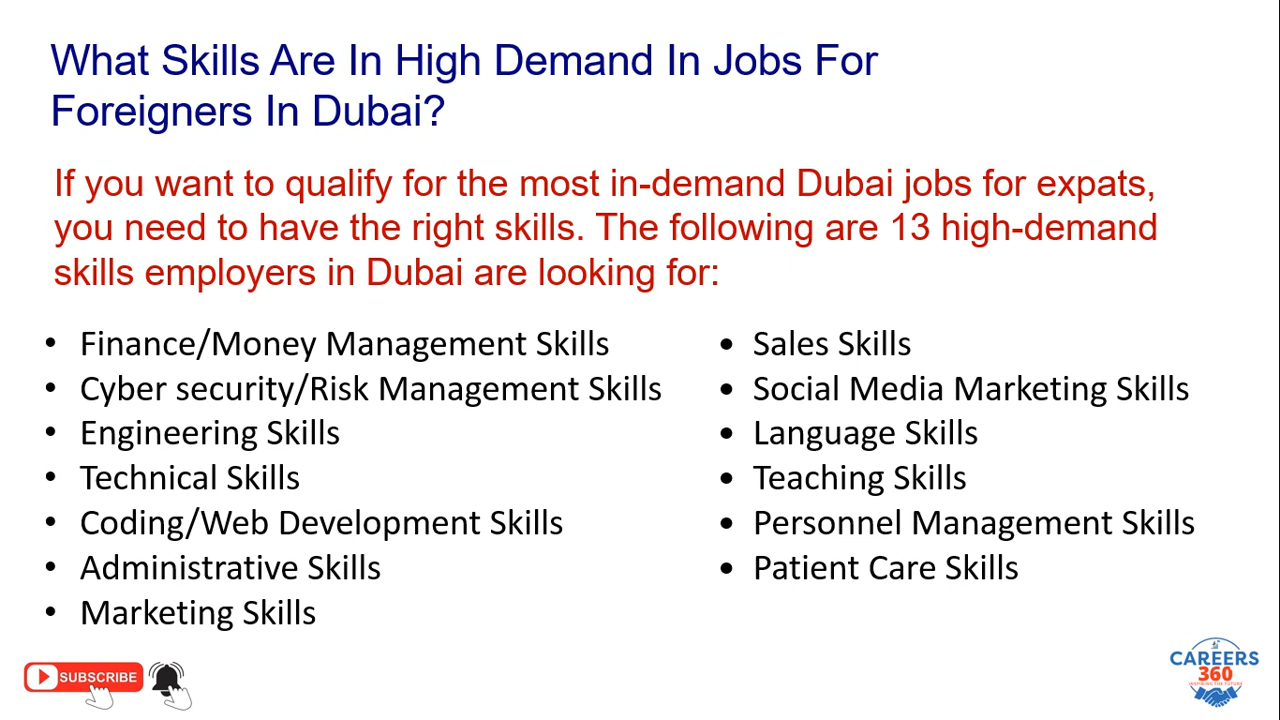 What Skills Are In High Demand In Jobs For
Foreigners In Dubai?
If you want to qualify for the most in-demand Dubai jobs for expats,
you need to have the right skills. The following are 13 high-demand
skills employers in Dubai are looking for:
• Finance/Money Management Skills
• Cyber security/Risk Management Skills
• Engineering Skills
• Technical Skills
• Coding/Web Development Skills
• Administrative Skills
• Marketing Skills
• Sales Skills
• Social Media Marketing Skills
• Language Skills
• Teaching Skills
• Personnel Management Skills
• Patient Care Skills
SUBSCRIBE
CAREERS
360
INSPIRING THE FUTURE